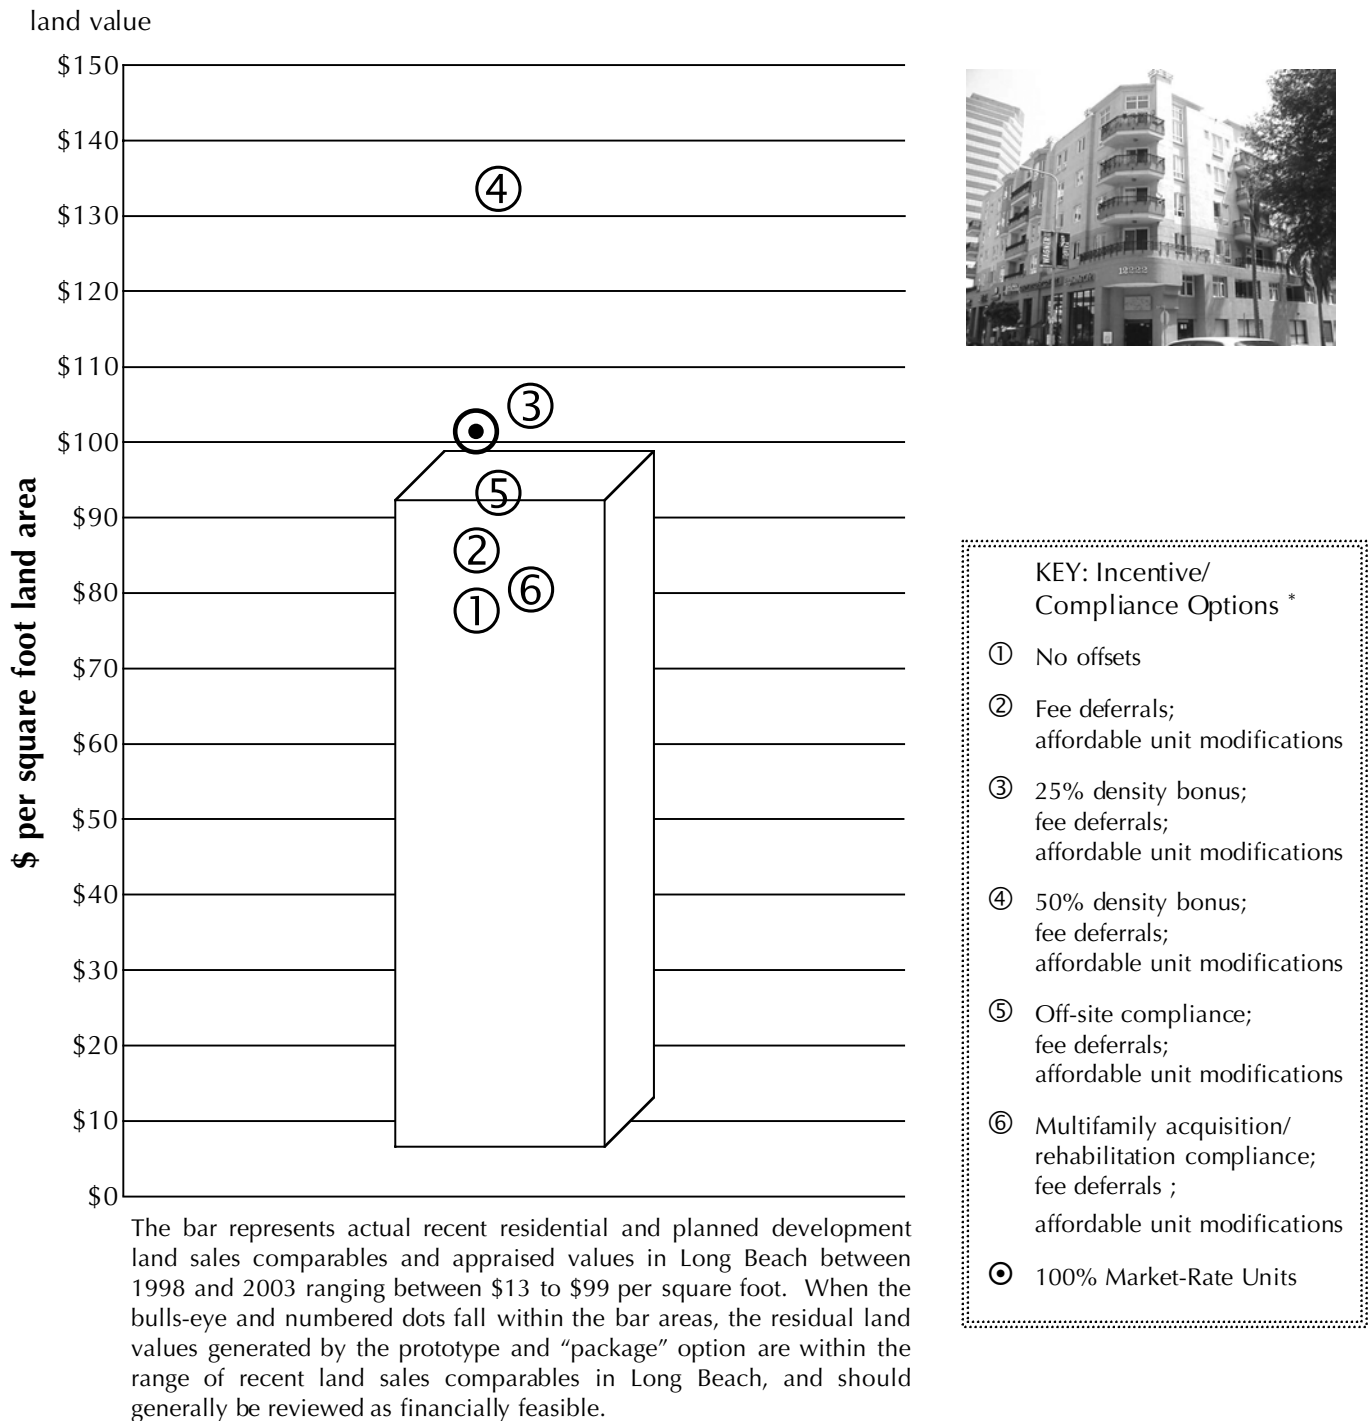 land value
$150
$140
$130
$120
$110
$100
$90
$80
$70
$60
$50
$40
$30
$20
$10
$0
$ per square foot land area
④
③
⑤
②
⑥
①
12222
KEY: Incentive/
Compliance Options *
① No offsets
② Fee deferrals;
affordable unit modifications
③ 25% density bonus;
fee deferrals;
affordable unit modifications
④ 50% density bonus;
fee deferrals;
affordable unit modifications
⑤ Off-site compliance;
fee deferrals;
affordable unit modifications
⑥ Multifamily acquisition/
rehabilitation compliance;
fee deferrals ;
affordable unit modifications
100% Market-Rate Units
The bar represents actual recent residential and planned development
land sales comparables and appraised values in Long Beach between
1998 and 2003 ranging between $13 to $99 per square foot. When the
bulls-eye and numbered dots fall within the bar areas, the residual land
values generated by the prototype and “package” option are within the
range of recent land sales comparables in Long Beach, and should
generally be reviewed as financially feasible.